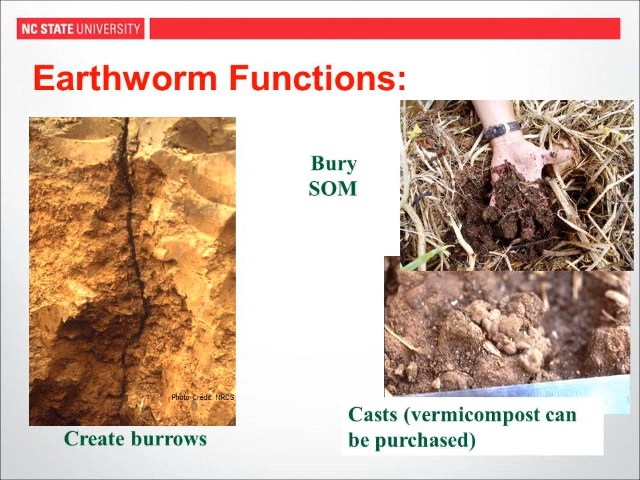 NC STATE UNIVERSITY
Earthworm Functions:
Bury
SOM
Photo Credit: NRCS
Create burrows
Casts (vermicompost can
be purchased)